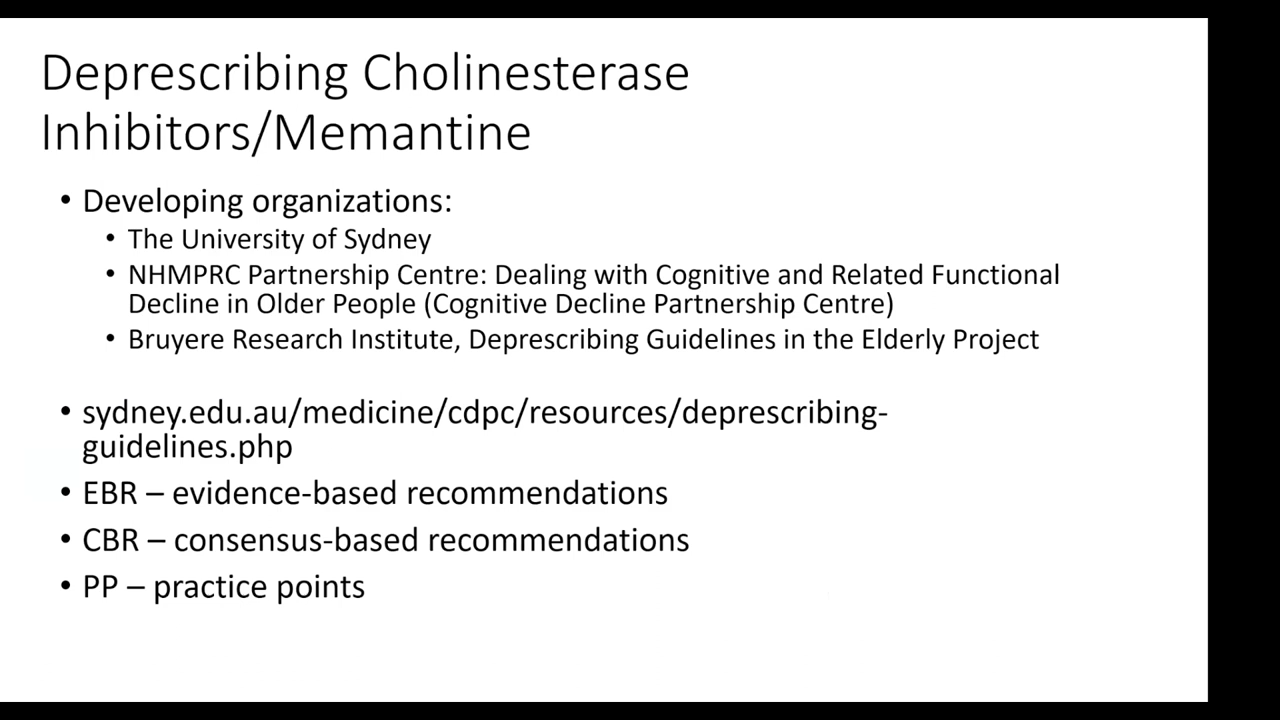 Deprescribing Cholinesterase
Inhibitors/Memantine
• Developing organizations:
• The University of Sydney
• NHMPRC Partnership Centre: Dealing with Cognitive and Related Functional
Decline in Older People (Cognitive Decline Partnership Centre)
• Bruyere Research Institute, Deprescribing Guidelines in the Elderly Project
• sydney.edu.au/medicine/cdpc/resources/deprescribing-
guidelines.php
• EBR – evidence-based recommendations
• CBR – consensus-based recommendations
• PP – practice points